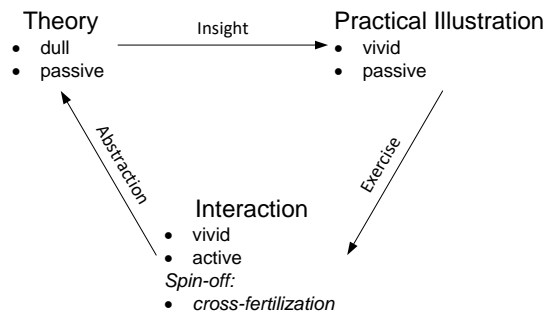 Theory
• dull
• passive
Insight
Practical Illustration
• vivid
• passive
Abstraction
Exercise
Interaction
• vivid
• active
Spin-off:
• cross-fertilization